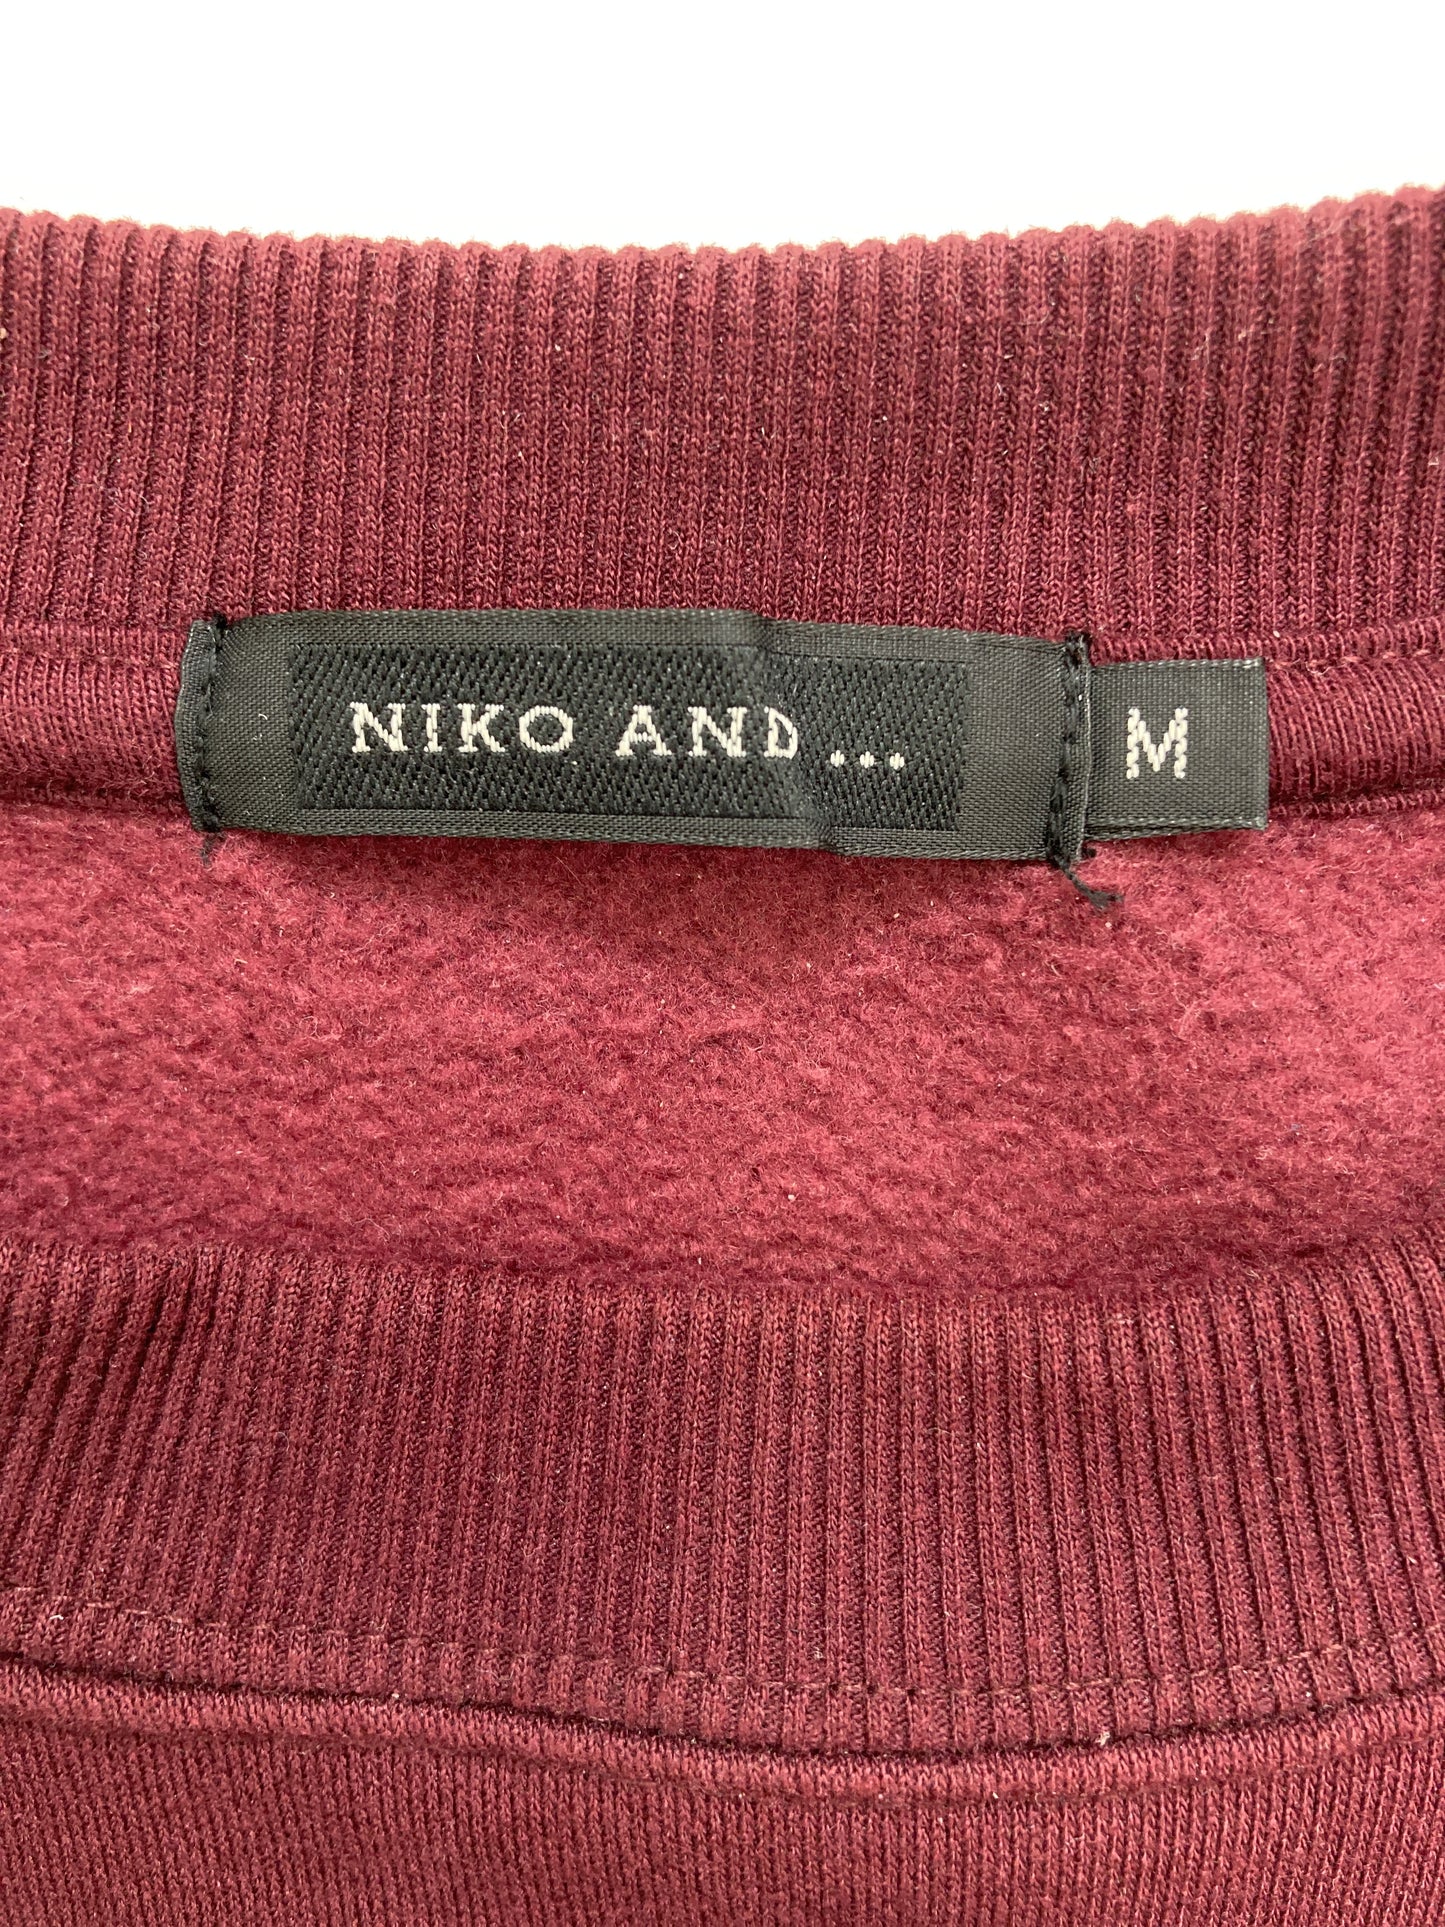 NIKO AND ...
M